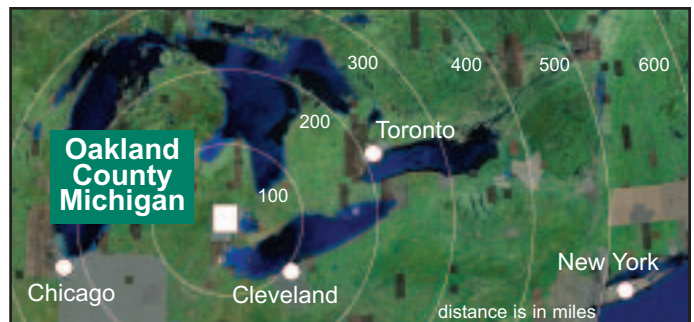 300
400
500
600
200
Toronto
Oakland
County
Michigan
100
New York
Chicago
Cleveland
distance is in miles